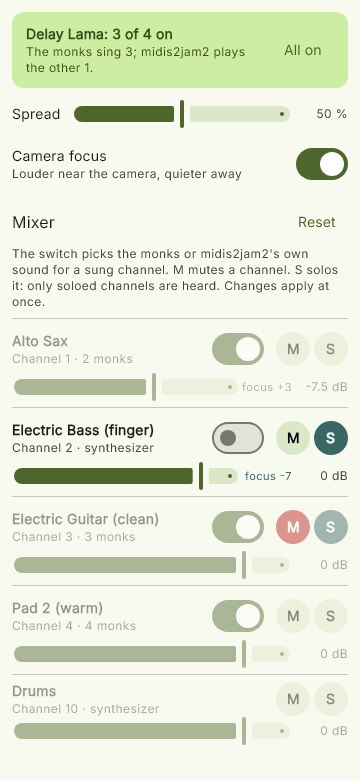 Delay Lama: 3 of 4 on
The monks sing 3; midis2jam2 plays
the other 1.
All on
Spread
50 %
Camera focus
Louder near the camera, quieter away
Mixer
Reset
The switch picks the monks or midis2jam2's own
sound for a sung channel. M mutes a channel. S solos
it: only soloed channels are heard. Changes apply at
once.
Alto Sax
Channel 1 · 2 monks
M
S
focus +3
-7.5 dB
Electric Bass (finger)
Channel 2 · synthesizer
M
S
focus -7
0 dB
Electric Guitar (clean)
Channel 3 · 3 monks
M
S
0 dB
Pad 2 (warm)
Channel 4 · 4 monks
M
S
0 dB
Drums
Channel 10 · synthesizer
M
S
0 dB